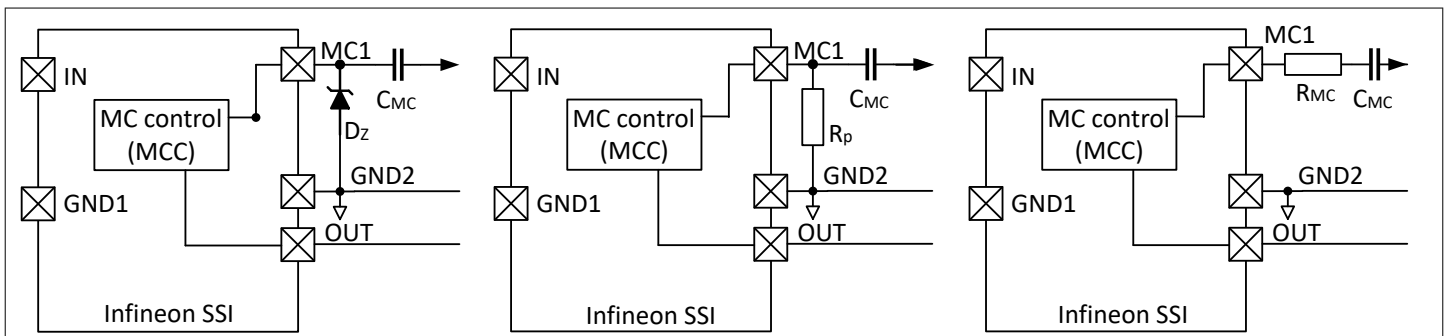 MC1
IN
CMC
MC control
(MCC)
DZ
GND2
GND1
OUT
Infineon SSI
MC1
IN
CMC
MC control
(MCC)
Rp
GND2
GND1
OUT
Infineon SSI
MC1
IN
RMC
CMC
MC control
(MCC)
GND2
GND1
OUT
Infineon SSI